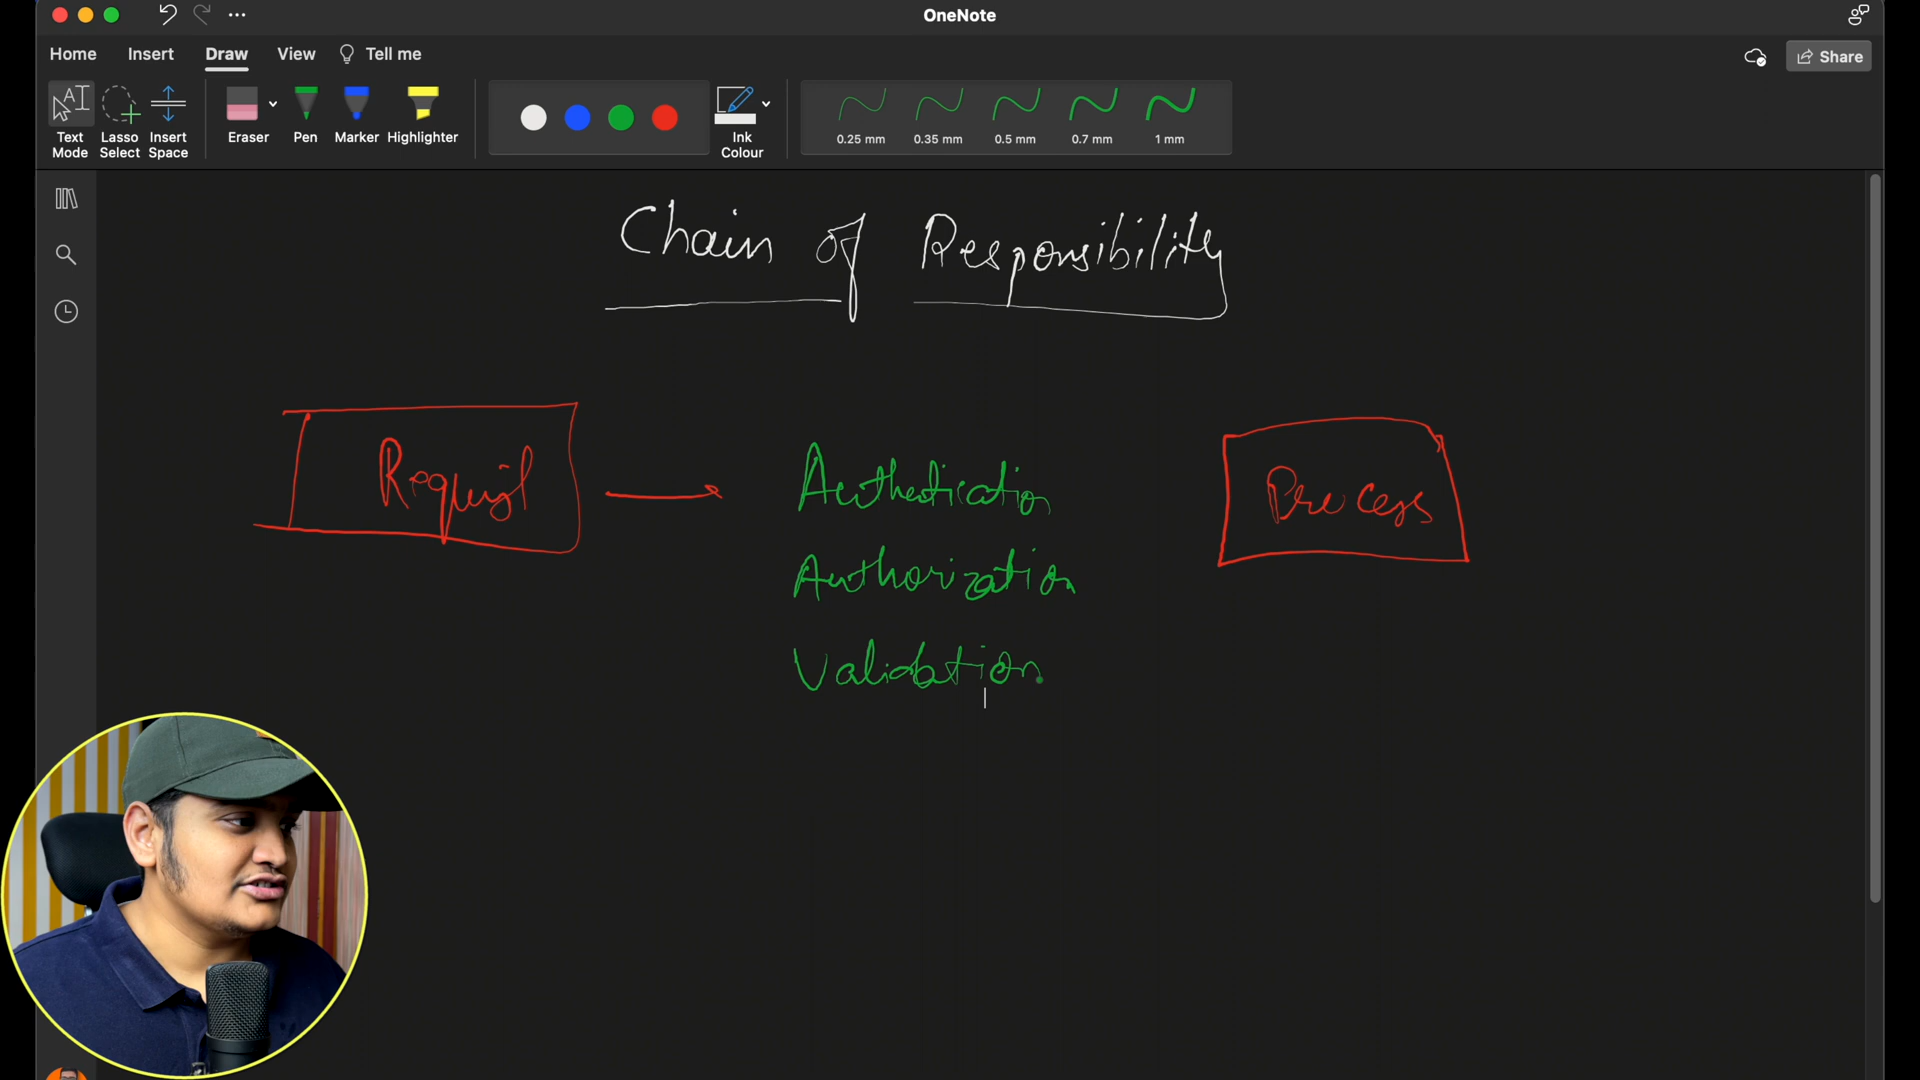 OneNote
Home Insert Draw View Tell me
Share
Text Mode
Lasso Select
Insert Space
Eraser
Pen
Marker
Highlighter
Ink Colour
0.25 mm
0.35 mm
0.5 mm
0.7 mm
1 mm
Chain of Responsibility
Request
Authentication
Process
Authorization
Validation